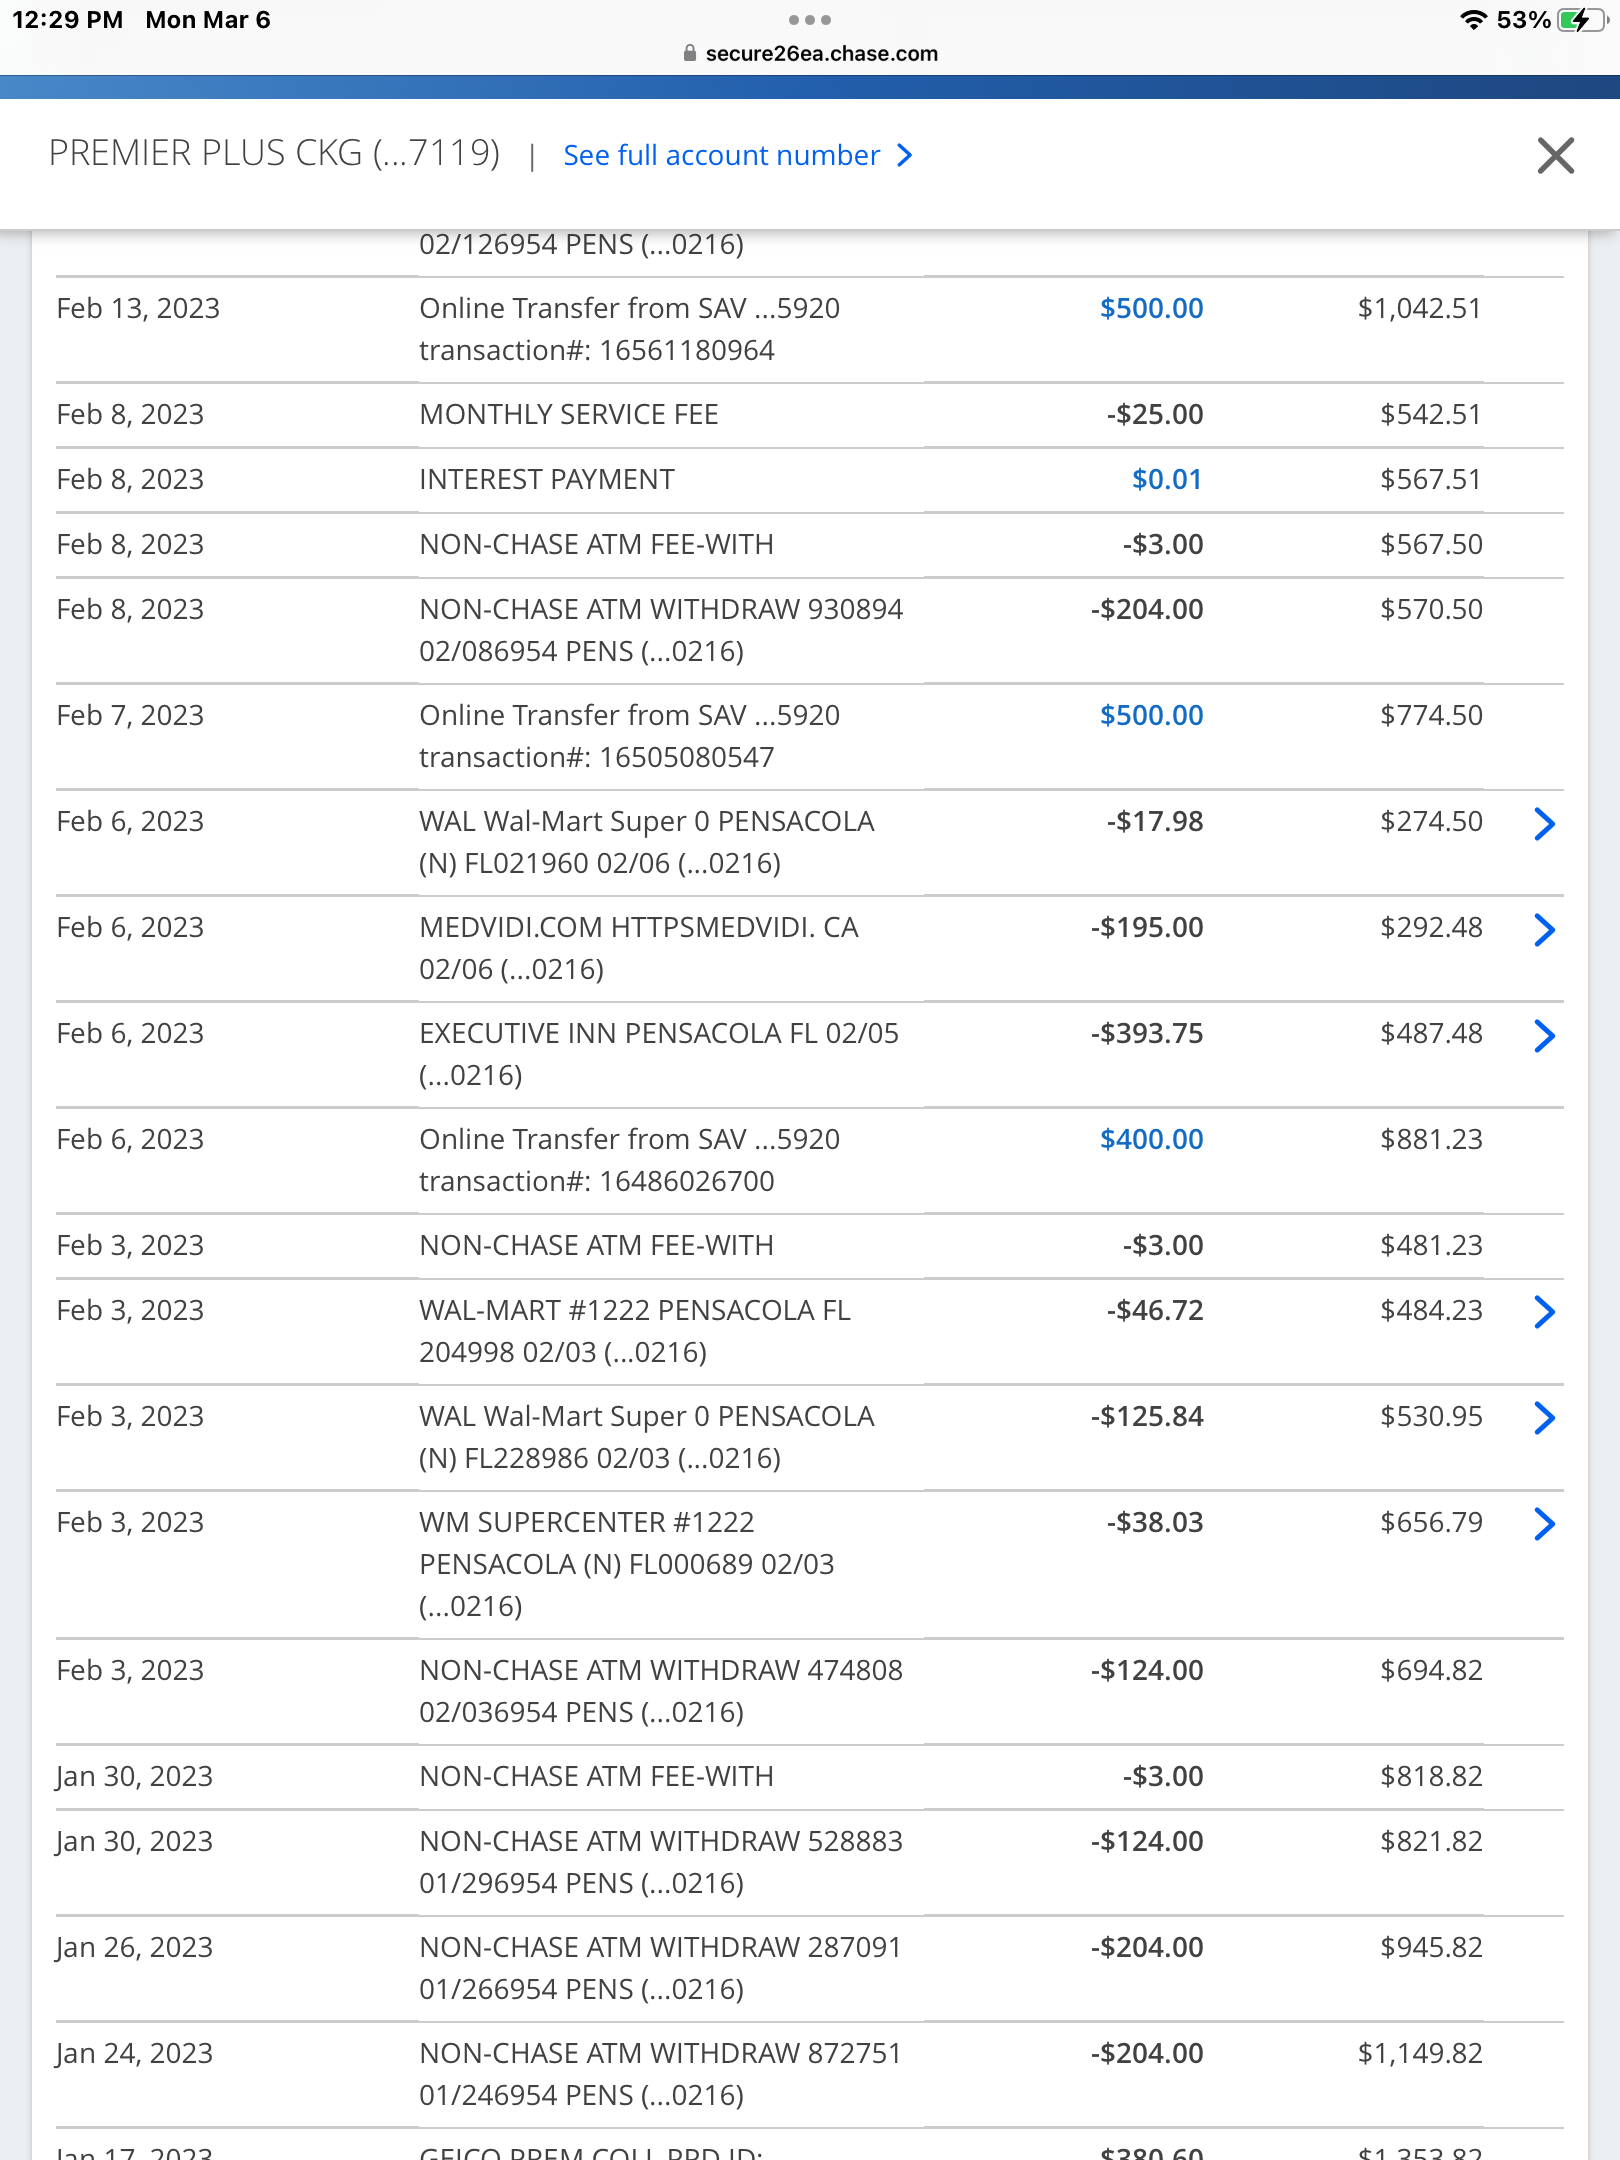 12:29 PM Mon Mar 6
53%
secure26ea.chase.com
PREMIER PLUS CKG (...7119) | See full account number
02/126954 PENS (...0216)
Feb 13, 2023 Online Transfer from SAV ...5920 $500.00 $1,042.51
transaction#: 16561180964
Feb 8, 2023 MONTHLY SERVICE FEE -$25.00 $542.51
Feb 8, 2023 INTEREST PAYMENT $0.01 $567.51
Feb 8, 2023 NON-CHASE ATM FEE-WITH -$3.00 $567.50
Feb 8, 2023 NON-CHASE ATM WITHDRAW 930894 -$204.00 $570.50
02/086954 PENS (...0216)
Feb 7, 2023 Online Transfer from SAV ...5920 $500.00 $774.50
transaction#: 16505080547
Feb 6, 2023 WAL Wal-Mart Super 0 PENSACOLA -$17.98 $274.50
(N) FL021960 02/06 (...0216)
Feb 6, 2023 MEDVIDI.COM HTTPSMEDVIDI. CA -$195.00 $292.48
02/06 (...0216)
Feb 6, 2023 EXECUTIVE INN PENSACOLA FL 02/05 -$393.75 $487.48
(...0216)
Feb 6, 2023 Online Transfer from SAV ...5920 $400.00 $881.23
transaction#: 16486026700
Feb 3, 2023 NON-CHASE ATM FEE-WITH -$3.00 $481.23
Feb 3, 2023 WAL-MART #1222 PENSACOLA FL -$46.72 $484.23
204998 02/03 (...0216)
Feb 3, 2023 WAL Wal-Mart Super 0 PENSACOLA -$125.84 $530.95
(N) FL228986 02/03 (...0216)
Feb 3, 2023 WM SUPERCENTER #1222 -$38.03 $656.79
PENSACOLA (N) FL000689 02/03
(...0216)
Feb 3, 2023 NON-CHASE ATM WITHDRAW 474808 -$124.00 $694.82
02/036954 PENS (...0216)
Jan 30, 2023 NON-CHASE ATM FEE-WITH -$3.00 $818.82
Jan 30, 2023 NON-CHASE ATM WITHDRAW 528883 -$124.00 $821.82
01/296954 PENS (...0216)
Jan 26, 2023 NON-CHASE ATM WITHDRAW 287091 -$204.00 $945.82
01/266954 PENS (...0216)
Jan 24, 2023 NON-CHASE ATM WITHDRAW 872751 -$204.00 $1,149.82
01/246954 PENS (...0216)
Jan 17, 2023 GEICO PREM COLL PPD ID: $380.60 $1,353.82